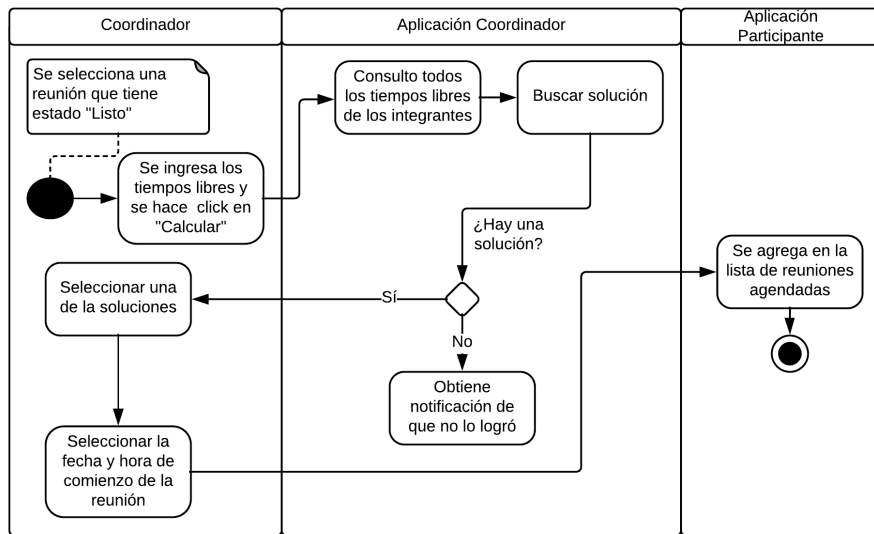 Coordinador
Aplicación Coordinador
Aplicación
Participante
Se selecciona una
reunión que tiene
estado "Listo"
Se ingresa los
tiempos libres y
se hace click en
"Calcular"
Consulto todos
los tiempos libres
de los integrantes
Buscar solución
¿Hay una
solución?
Sí
No
Obtiene
notificación de
que no lo logró
Seleccionar una
de la soluciones
Seleccionar la
fecha y hora de
comienzo de la
reunión
Se agrega en la
lista de reuniones
agendadas